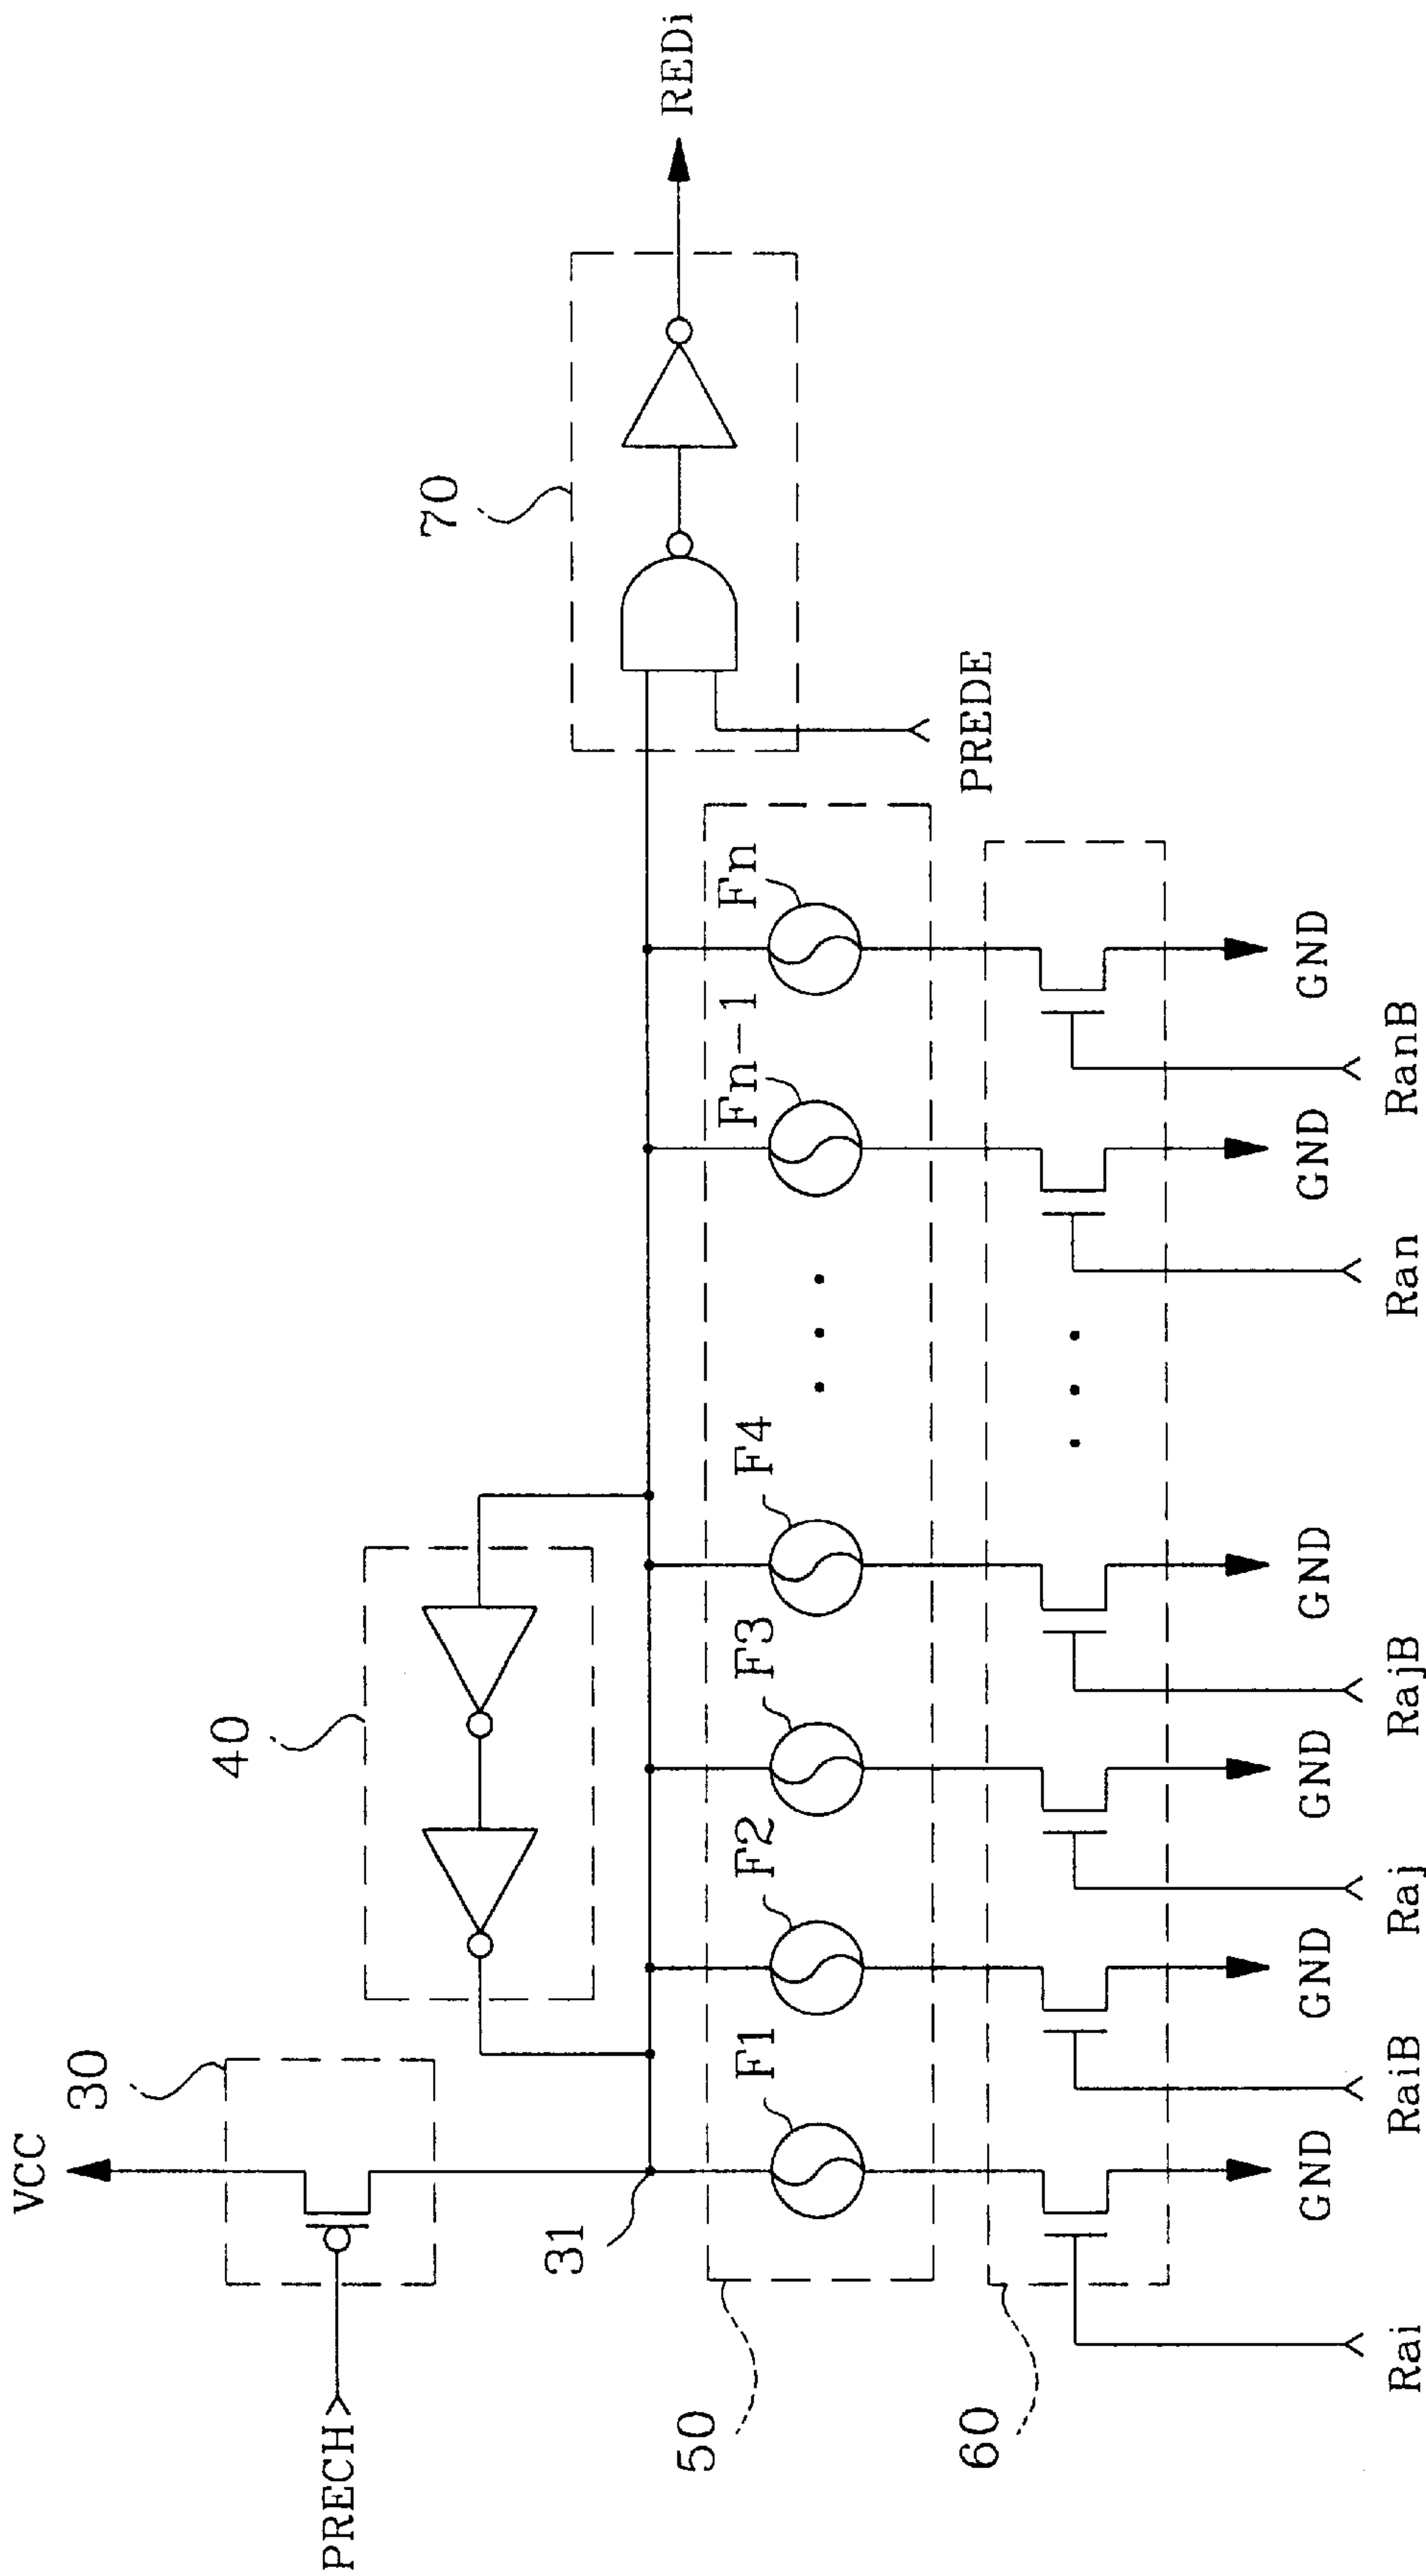 VCC
30
PRECH
40
31
70
REDi
50
F1
F2
F3
F4
Fn-1
Fn
PREDE
60
GND
GND
GND
GND
GND
GND
Rai
RaiB
Raj
RajB
Ran
RanB